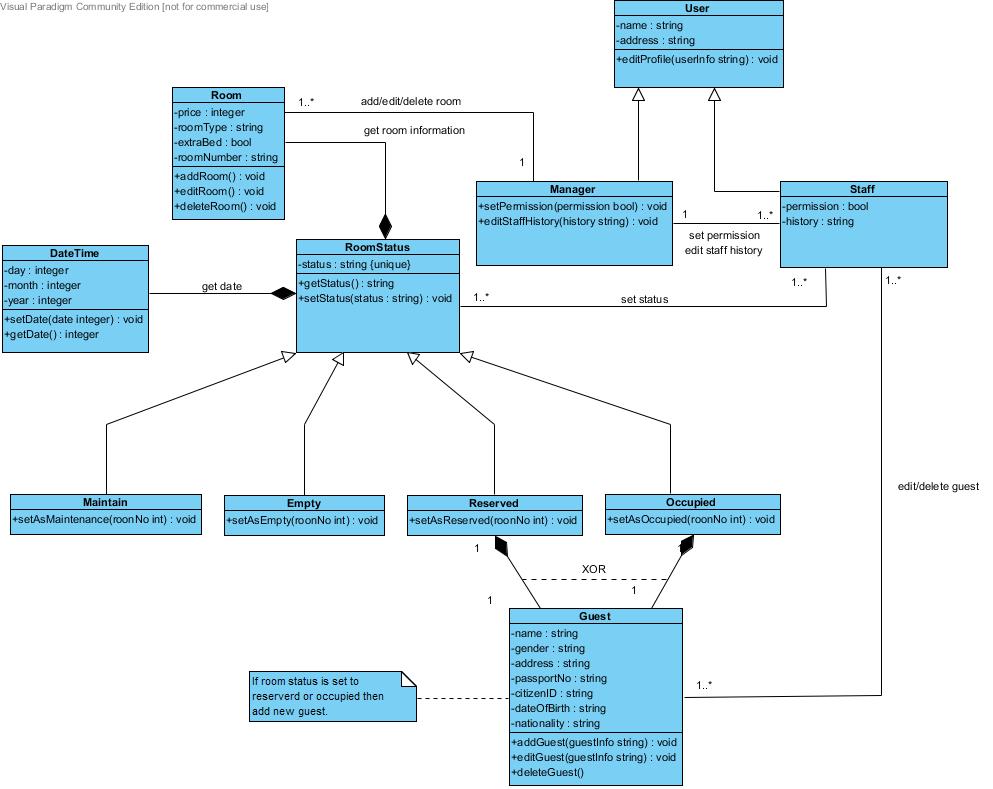 Visual Paradigm Community Edition [not for commercial use]
User
-name : string
-address : string
+editProfile(userInfo string) : void
Room
-price : integer
-roomType : string
-extraBed : bool
-roomNumber : string
+addRoom() : void
+editRoom() : void
+deleteRoom() : void
1..*
add/edit/delete room
get room information
1
Manager
+setPermission(permission bool) : void
+editStaffHistory(history string) : void
1
1..*
set permission
edit staff history
Staff
-permission : bool
-history : string
DateTime
-day : integer
-month : integer
-year : integer
+setDate(date integer) : void
+getDate() : integer
get date
RoomStatus
-status : string {unique}
+getStatus() : string
+setStatus(status : string) : void
1..*
set status
1..*
1..*
Maintain
+setAsMaintenance(roonNo int) : void
Empty
+setAsEmpty(roonNo int) : void
Reserved
+setAsReserved(roonNo int) : void
Occupied
+setAsOccupied(roonNo int) : void
edit/delete guest
1
1
XOR
1
1
Guest
-name : string
-gender : string
-address : string
-passportNo : string
-citizenID : string
-dateOfBirth : string
-nationality : string
+addGuest(guestInfo string) : void
+editGuest(guestInfo string) : void
+deleteGuest()
1..*
If room status is set to
reserverd or occupied then
add new guest.